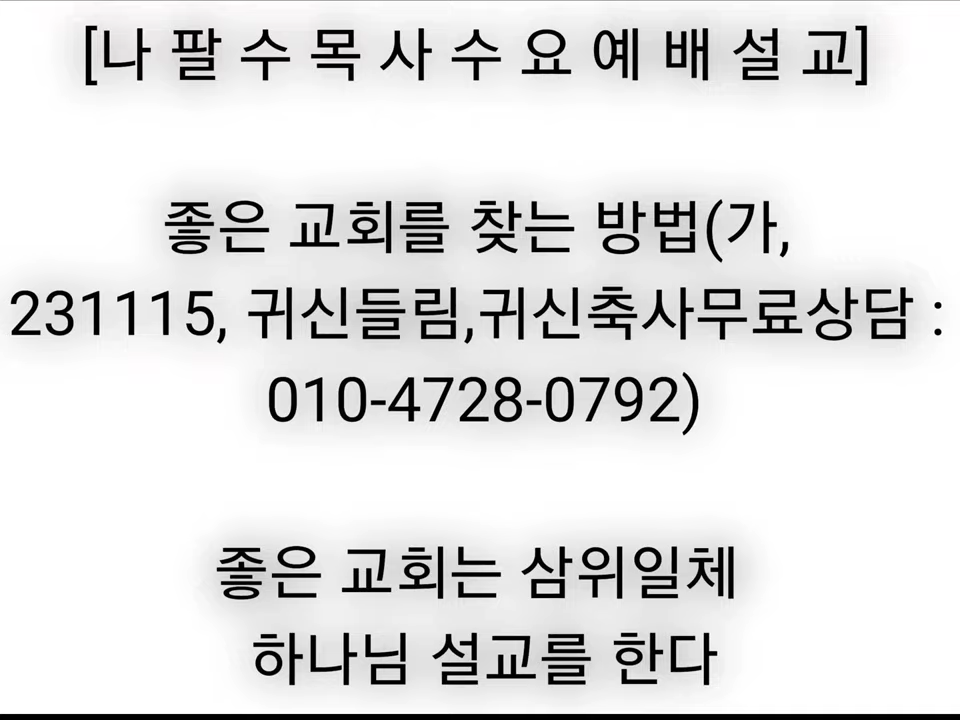 [나 팔 수 목 사 수 요 예 배 설 교]
좋은 교회를 찾는 방법(가,
231115, 귀신들림,귀신축사무료상담 :
010-4728-0792)
좋은 교회는 삼위일체
하나님 설교를 한다